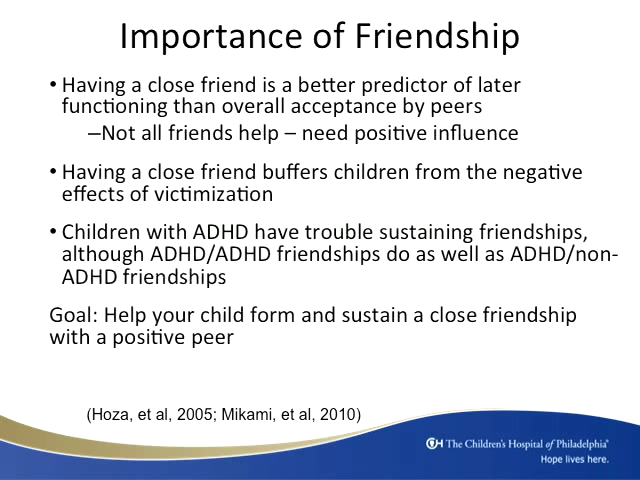 Importance of Friendship
• Having a close friend is a better predictor of later
functioning than overall acceptance by peers
–Not all friends help – need positive influence
• Having a close friend buffers children from the negative
effects of victimization
• Children with ADHD have trouble sustaining friendships,
although ADHD/ADHD friendships do as well as ADHD/non-
ADHD friendships
Goal: Help your child form and sustain a close friendship
with a positive peer
(Hoza, et al, 2005; Mikami, et al, 2010)
The Children's Hospital of Philadelphia®
Hope lives here.